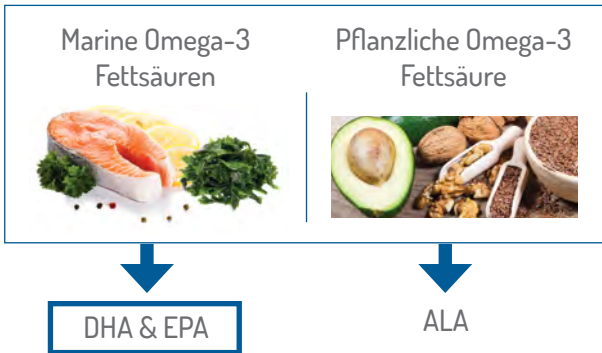 Marine Omega-3
Fettsäuren
Pflanzliche Omega-3
Fettsäure
DHA & EPA
ALA